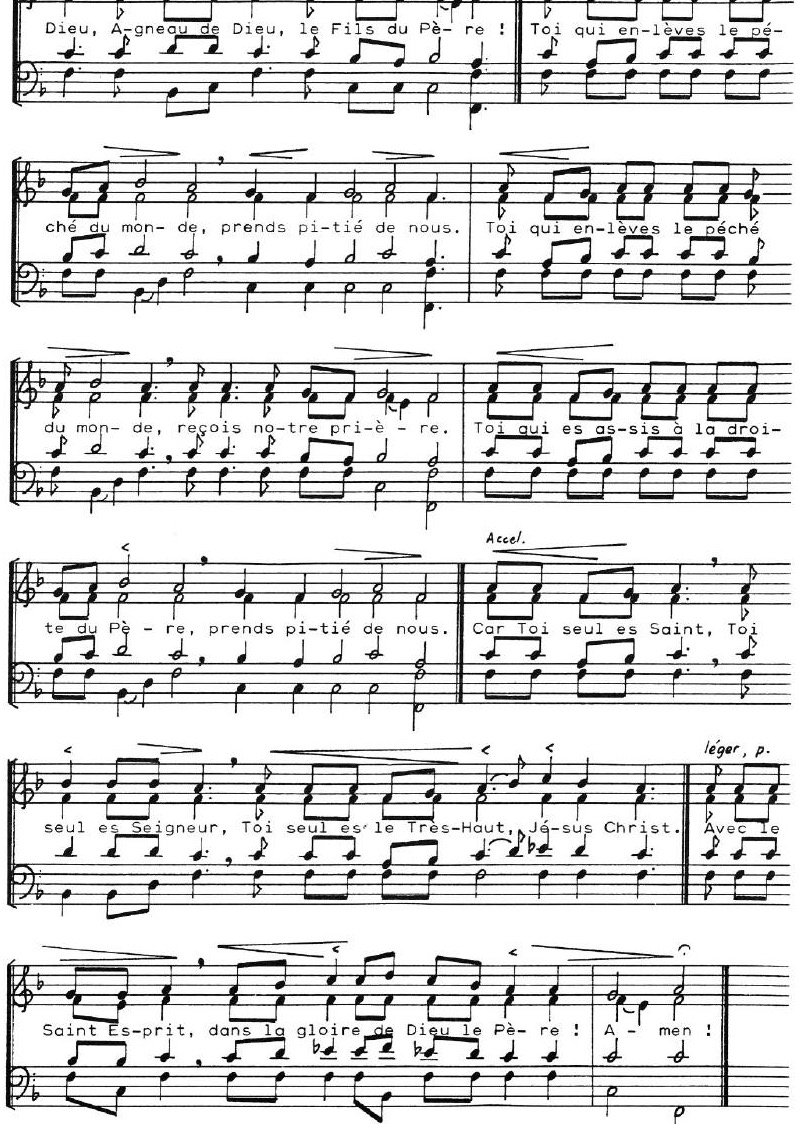 Dieu, A-gneau de Dieu, le Fils du Pè- re ! Toi qui en-lèves le pé-
ché du mon- de, prends pi-tié de nous. Toi qui en-lèves le péché
du mon- de, reçois no-tre pri-è - re. Toi qui es as-sis à la droi-
Accel.
te du Pè - re, prends pi-tié de nous. Car Toi seul es Saint, Toi
léger, p.
seul es Seigneur, Toi seul es le Très-Haut, Jé-sus Christ. Avec le
Saint Es-prit, dans la gloire de Dieu le Pè- re ! A - men !